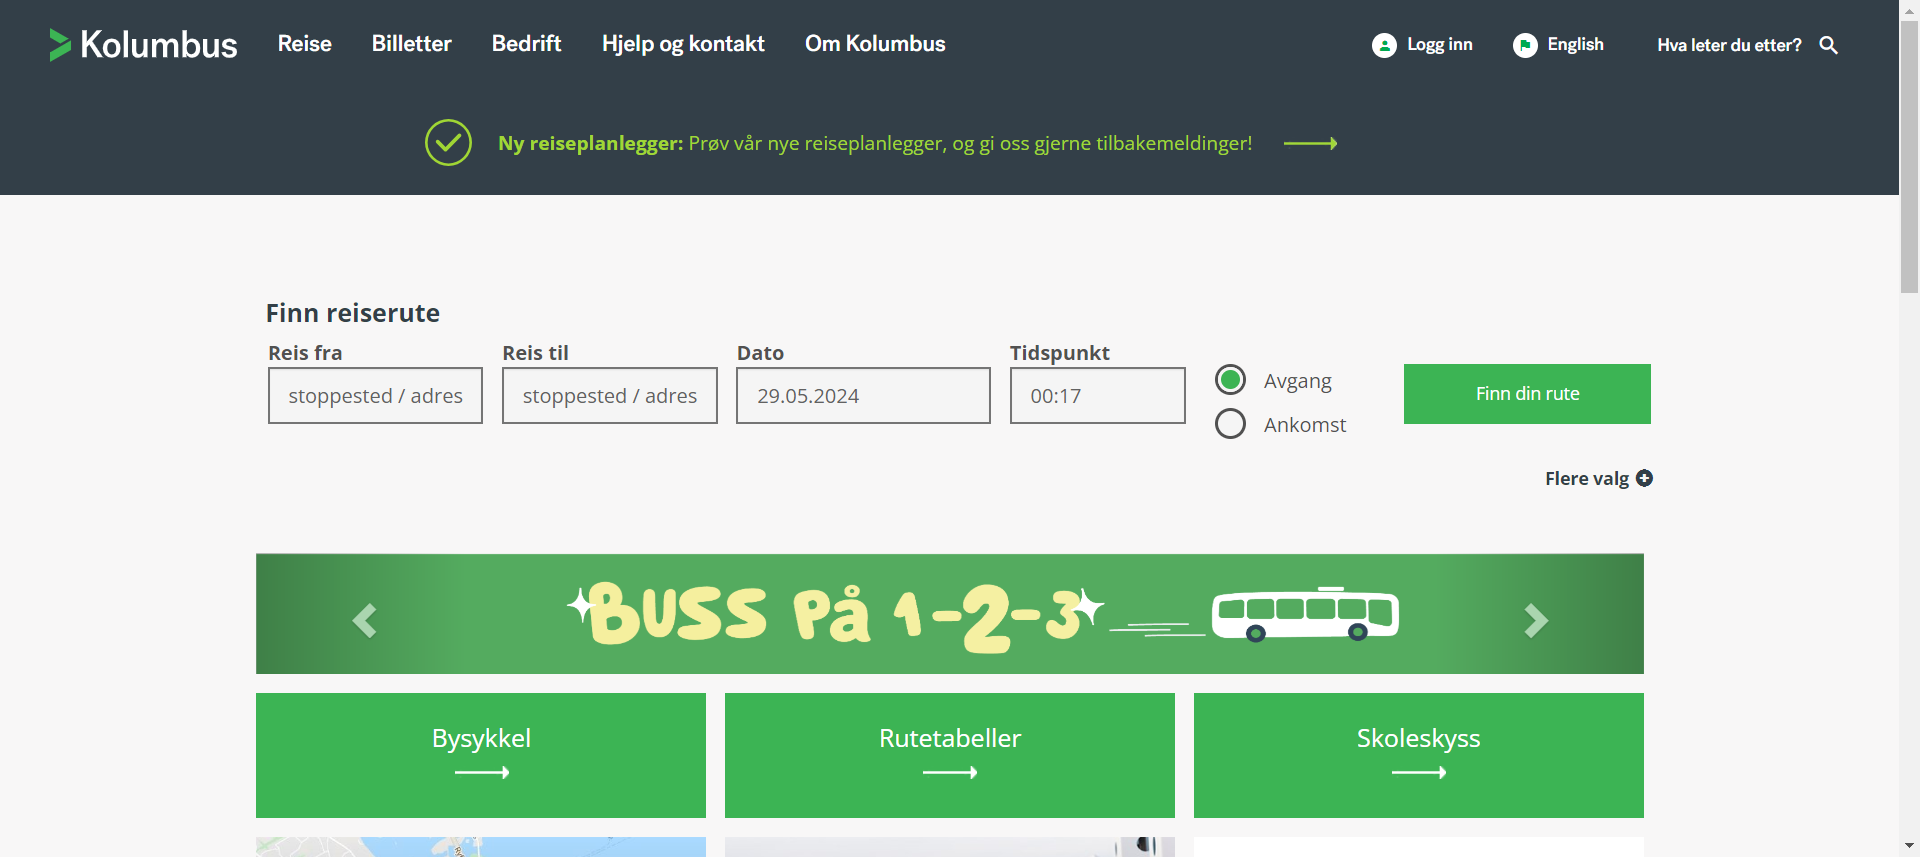 Kolumbus
Reise
Billetter
Bedrift
Hjelp og kontakt
Om Kolumbus
Logg inn
English
Hva leter du etter?
Ny reiseplanlegger: Prøv vår nye reiseplanlegger, og gi oss gjerne tilbakemeldinger!
Finn reiserute
Reis fra
stoppested / adres
Reis til
stoppested / adres
Dato
29.05.2024
Tidspunkt
00:17
Avgang
Ankomst
Finn din rute
Flere valg
BUSS På 1-2-3
Bysykkel
Rutetabeller
Skoleskyss